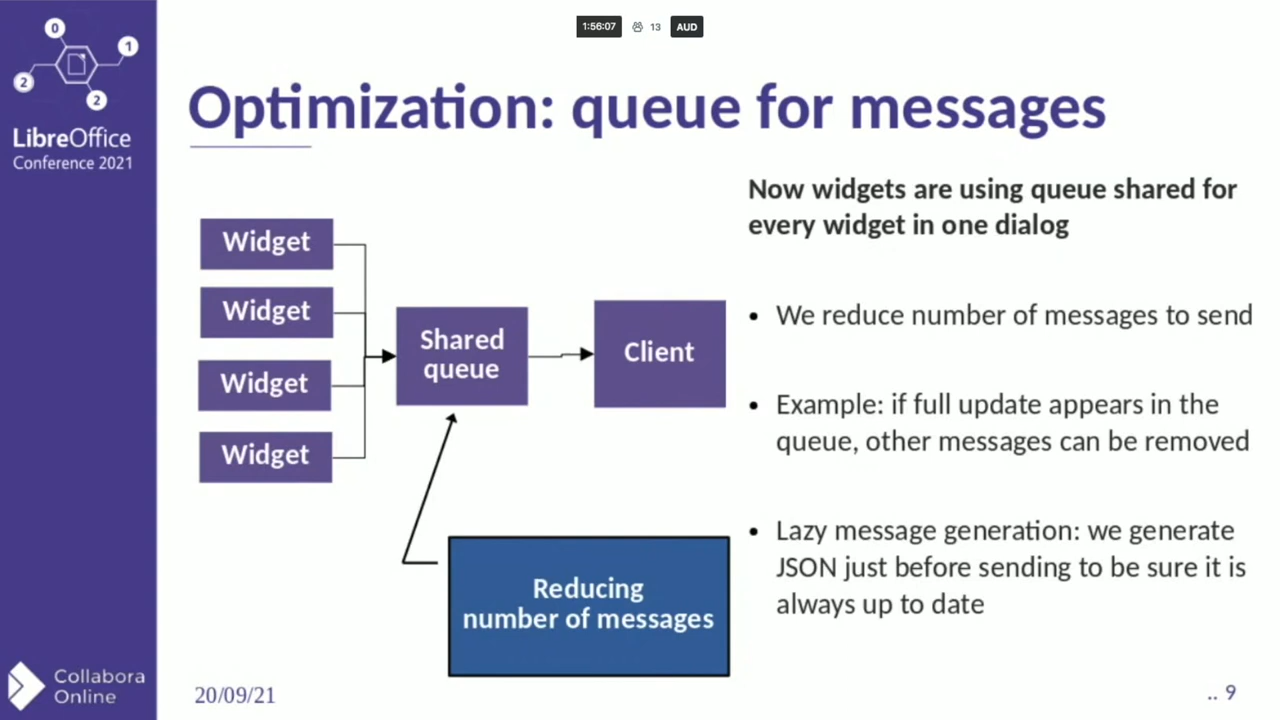 1:56:07 13 AUD
0
1
2
2
LibreOffice
Conference 2021
Optimization: queue for messages
Now widgets are using queue shared for
every widget in one dialog
Widget
Widget
Widget
Widget
Shared
queue
Client
Reducing
number of messages
• We reduce number of messages to send
• Example: if full update appears in the
queue, other messages can be removed
• Lazy message generation: we generate
JSON just before sending to be sure it is
always up to date
Collabora
Online
20/09/21
.. 9